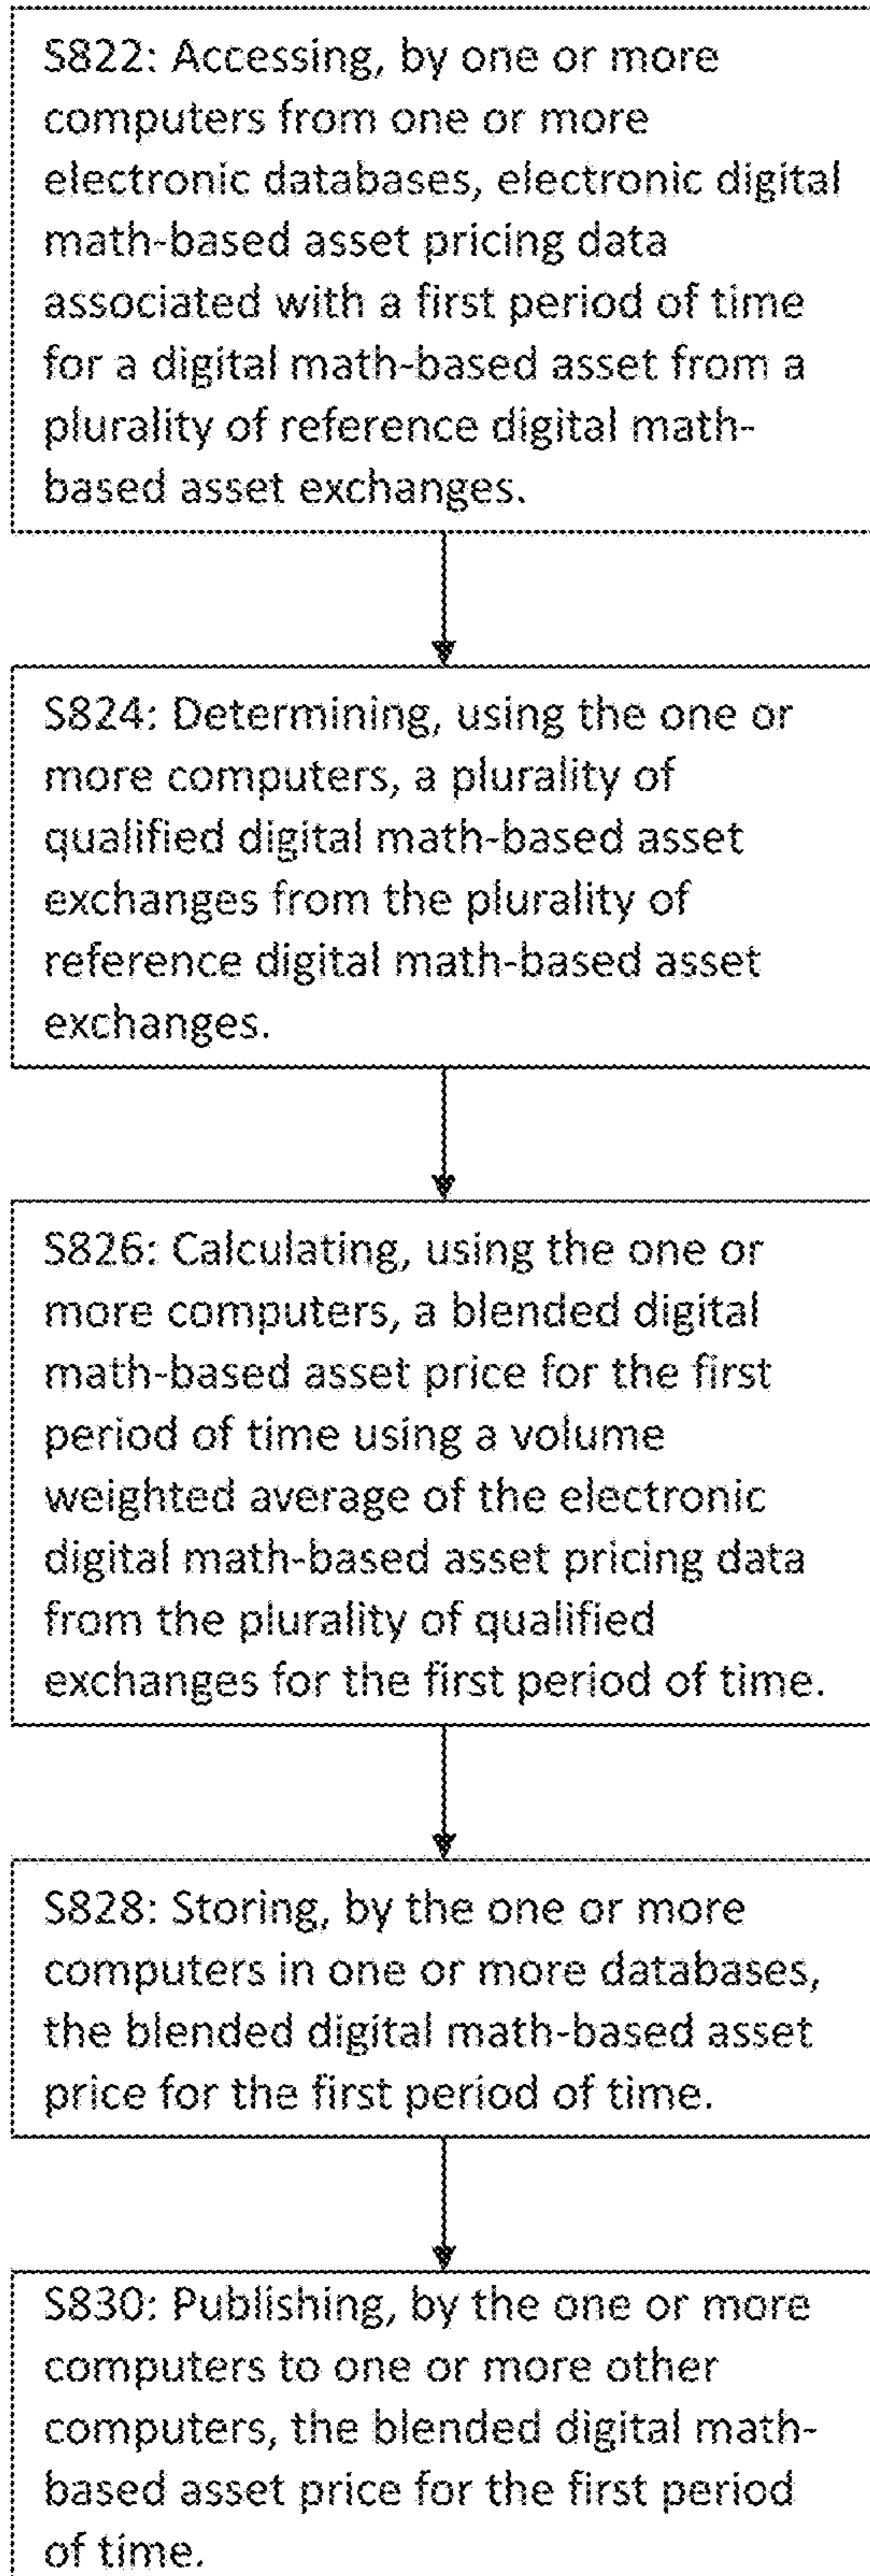 S822: Accessing, by one or more
computers from one or more
electronic databases, electronic digital
math-based asset pricing data
associated with a first period of time
for a digital math-based asset from a
plurality of reference digital math-
based asset exchanges.
S824: Determining, using the one or
more computers, a plurality of
qualified digital math-based asset
exchanges from the plurality of
reference digital math-based asset
exchanges.
S826: Calculating, using the one or
more computers, a blended digital
math-based asset price for the first
period of time using a volume
weighted average of the electronic
digital math-based asset pricing data
from the plurality of qualified
exchanges for the first period of time.
S828: Storing, by the one or more
computers in one or more databases,
the blended digital math-based asset
price for the first period of time.
S830: Publishing, by the one or more
computers to one or more other
computers, the blended digital math-
based asset price for the first period
of time.